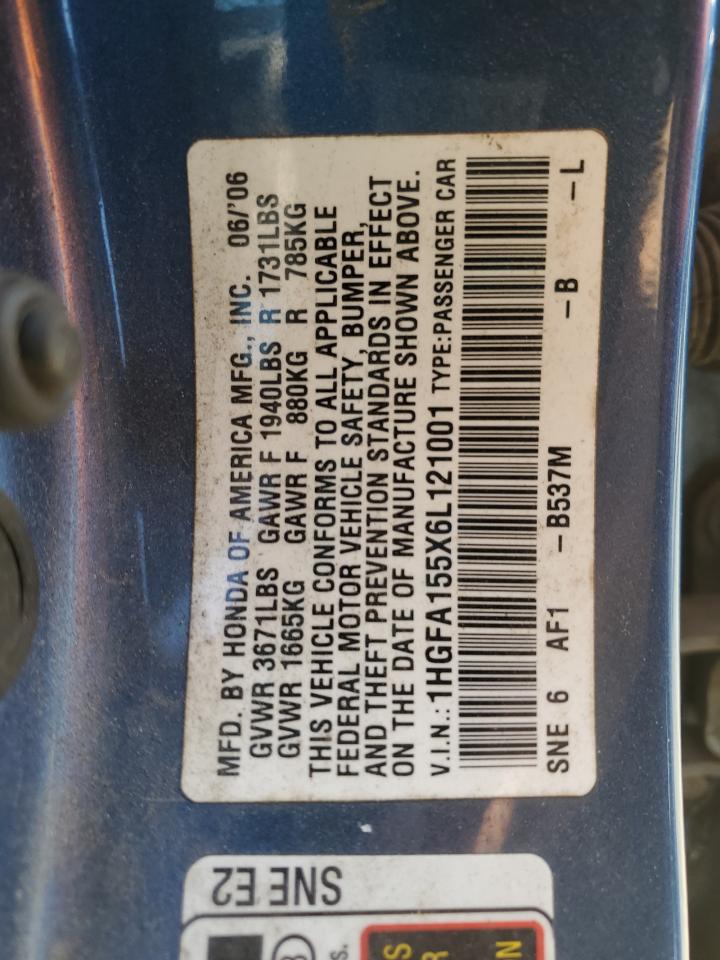 MFD. BY HONDA OF AMERICA MFG., INC. 06/'06
GVWR 3671LBS GAWR F 1940LBS R 1731LBS
GVWR 1665KG GAWR F 880KG R 785KG
THIS VEHICLE CONFORMS TO ALL APPLICABLE
FEDERAL MOTOR VEHICLE SAFETY, BUMPER,
AND THEFT PREVENTION STANDARDS IN EFFECT
ON THE DATE OF MANUFACTURE SHOWN ABOVE.
V.I.N.: 1HGFA155X6L121001 TYPE:PASSENGER CAR
SNE 6 AF1 –B537M –B –L
SNE E2